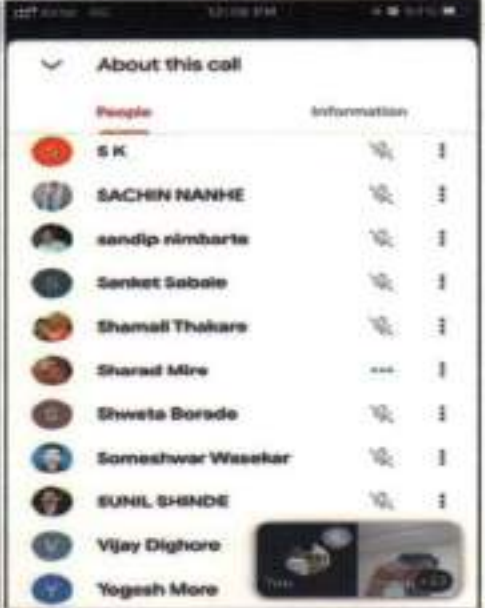 About this call
People Information
S K
SACHIN NANHE
sandip nimbarte
Sanket Sabale
Shamali Thakare
Sharad Mire
Shweta Borade
Someshwar Wasekar
SUNIL SHINDE
Vijay Dighore
Yogesh More
You